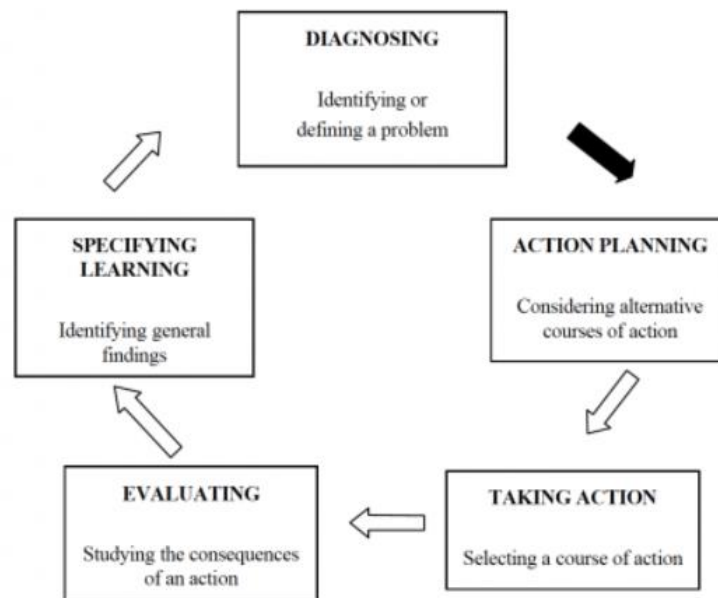 DIAGNOSING
Identifying or
defining a problem
ACTION PLANNING
Considering alternative
courses of action
TAKING ACTION
Selecting a course of action
EVALUATING
Studying the consequences
of an action
SPECIFYING
LEARNING
Identifying general
findings